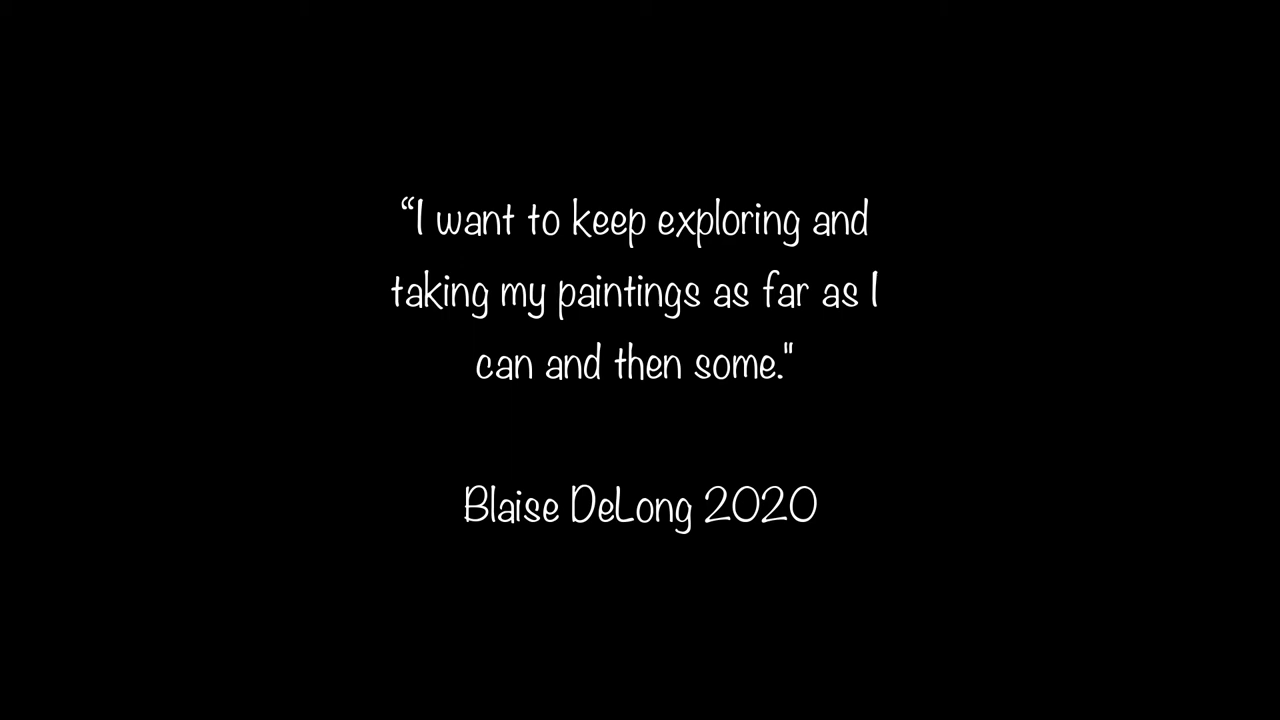 “I want to keep exploring and
taking my paintings as far as I
can and then some."
Blaise DeLong 2020